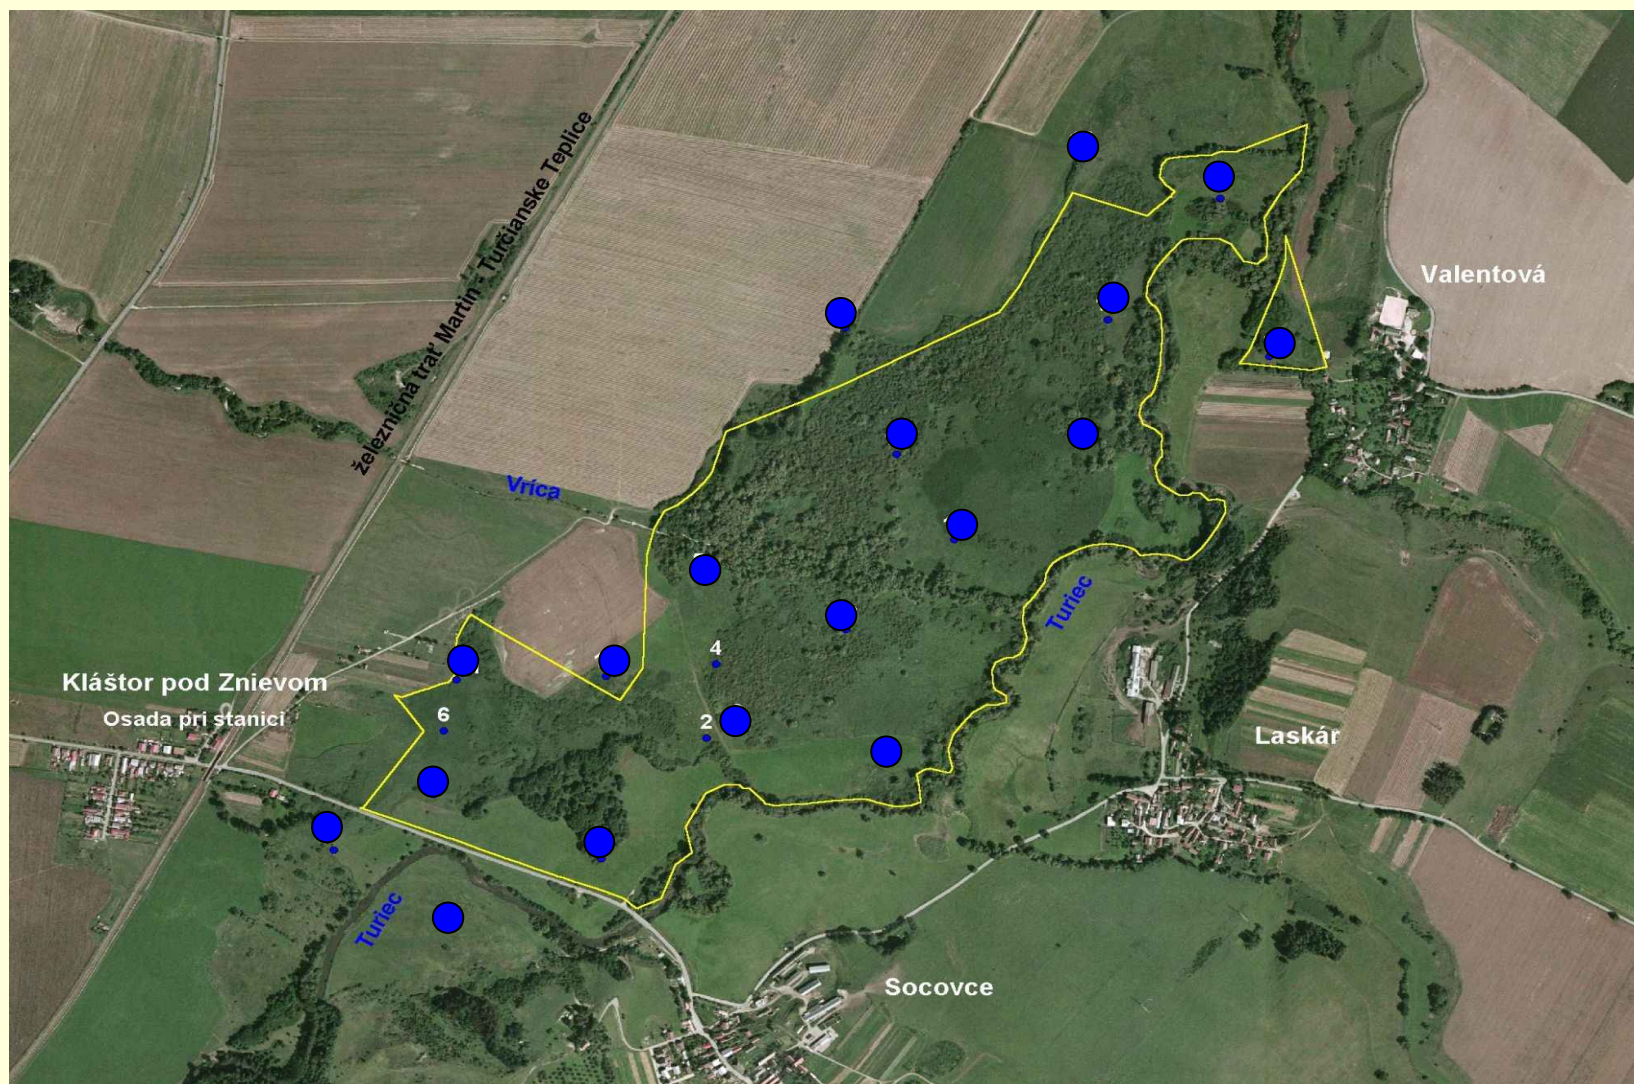 železničná trať Martin - Turčianske Teplice
Valentová
Vríca
Turiec
4
Kláštor pod Znievom
Osada pri stanici
6
2
Laskár
Turiec
Socovce